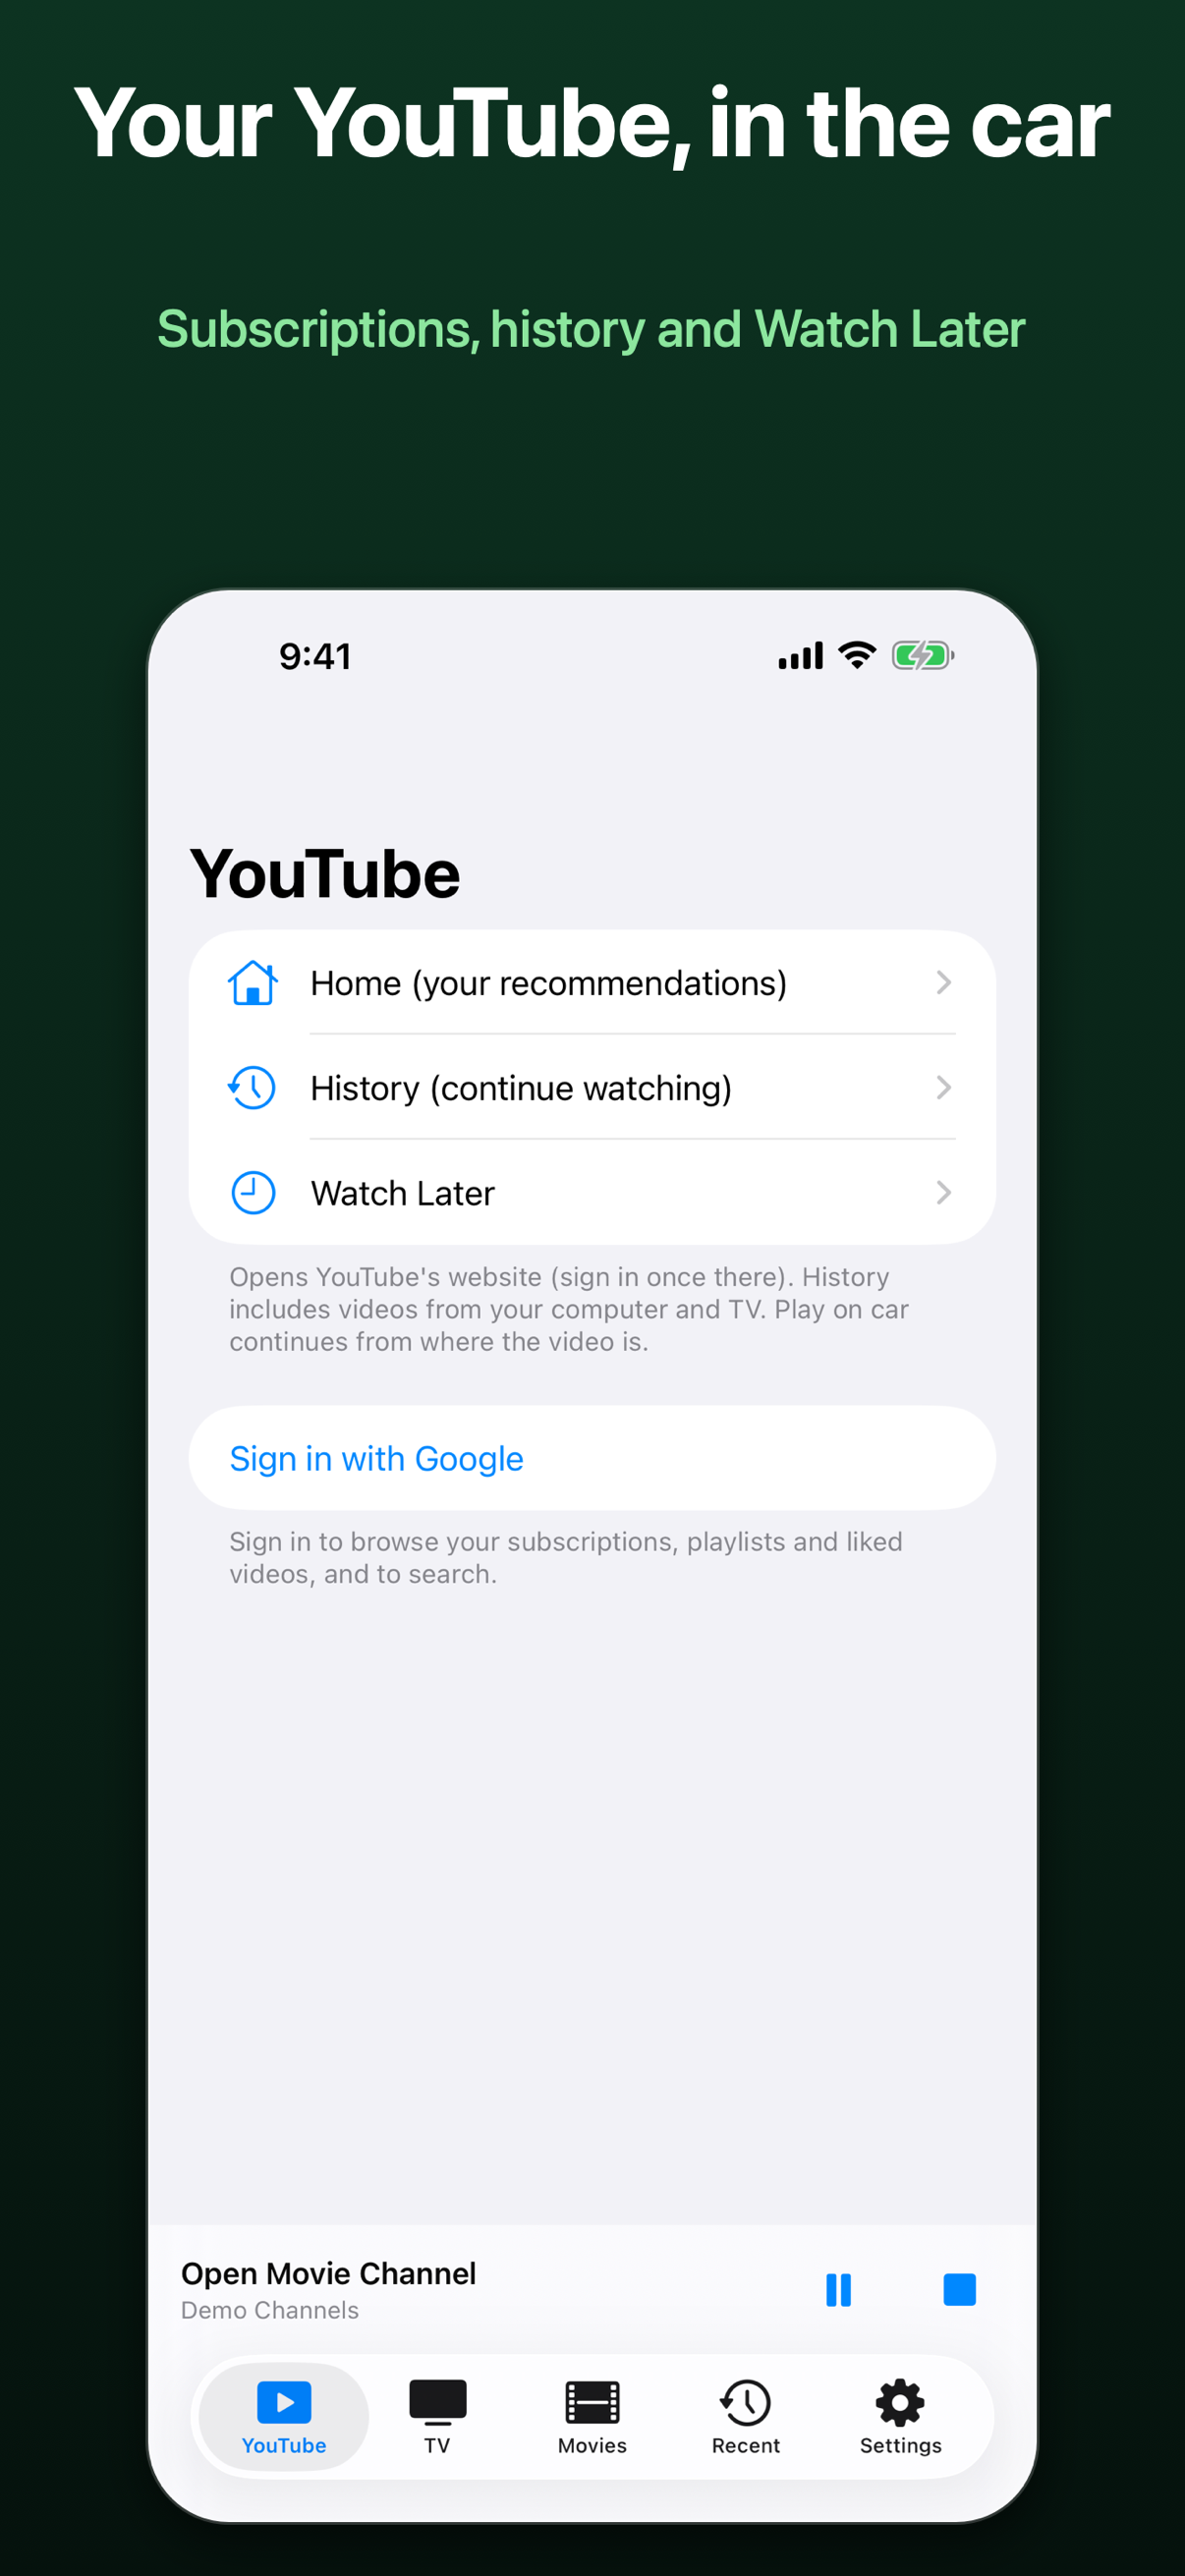 Your YouTube, in the car
Subscriptions, history and Watch Later
9:41
YouTube
Home (your recommendations)
History (continue watching)
Watch Later
Opens YouTube's website (sign in once there). History
includes videos from your computer and TV. Play on car
continues from where the video is.
Sign in with Google
Sign in to browse your subscriptions, playlists and liked
videos, and to search.
Open Movie Channel
Demo Channels
YouTube
TV
Movies
Recent
Settings